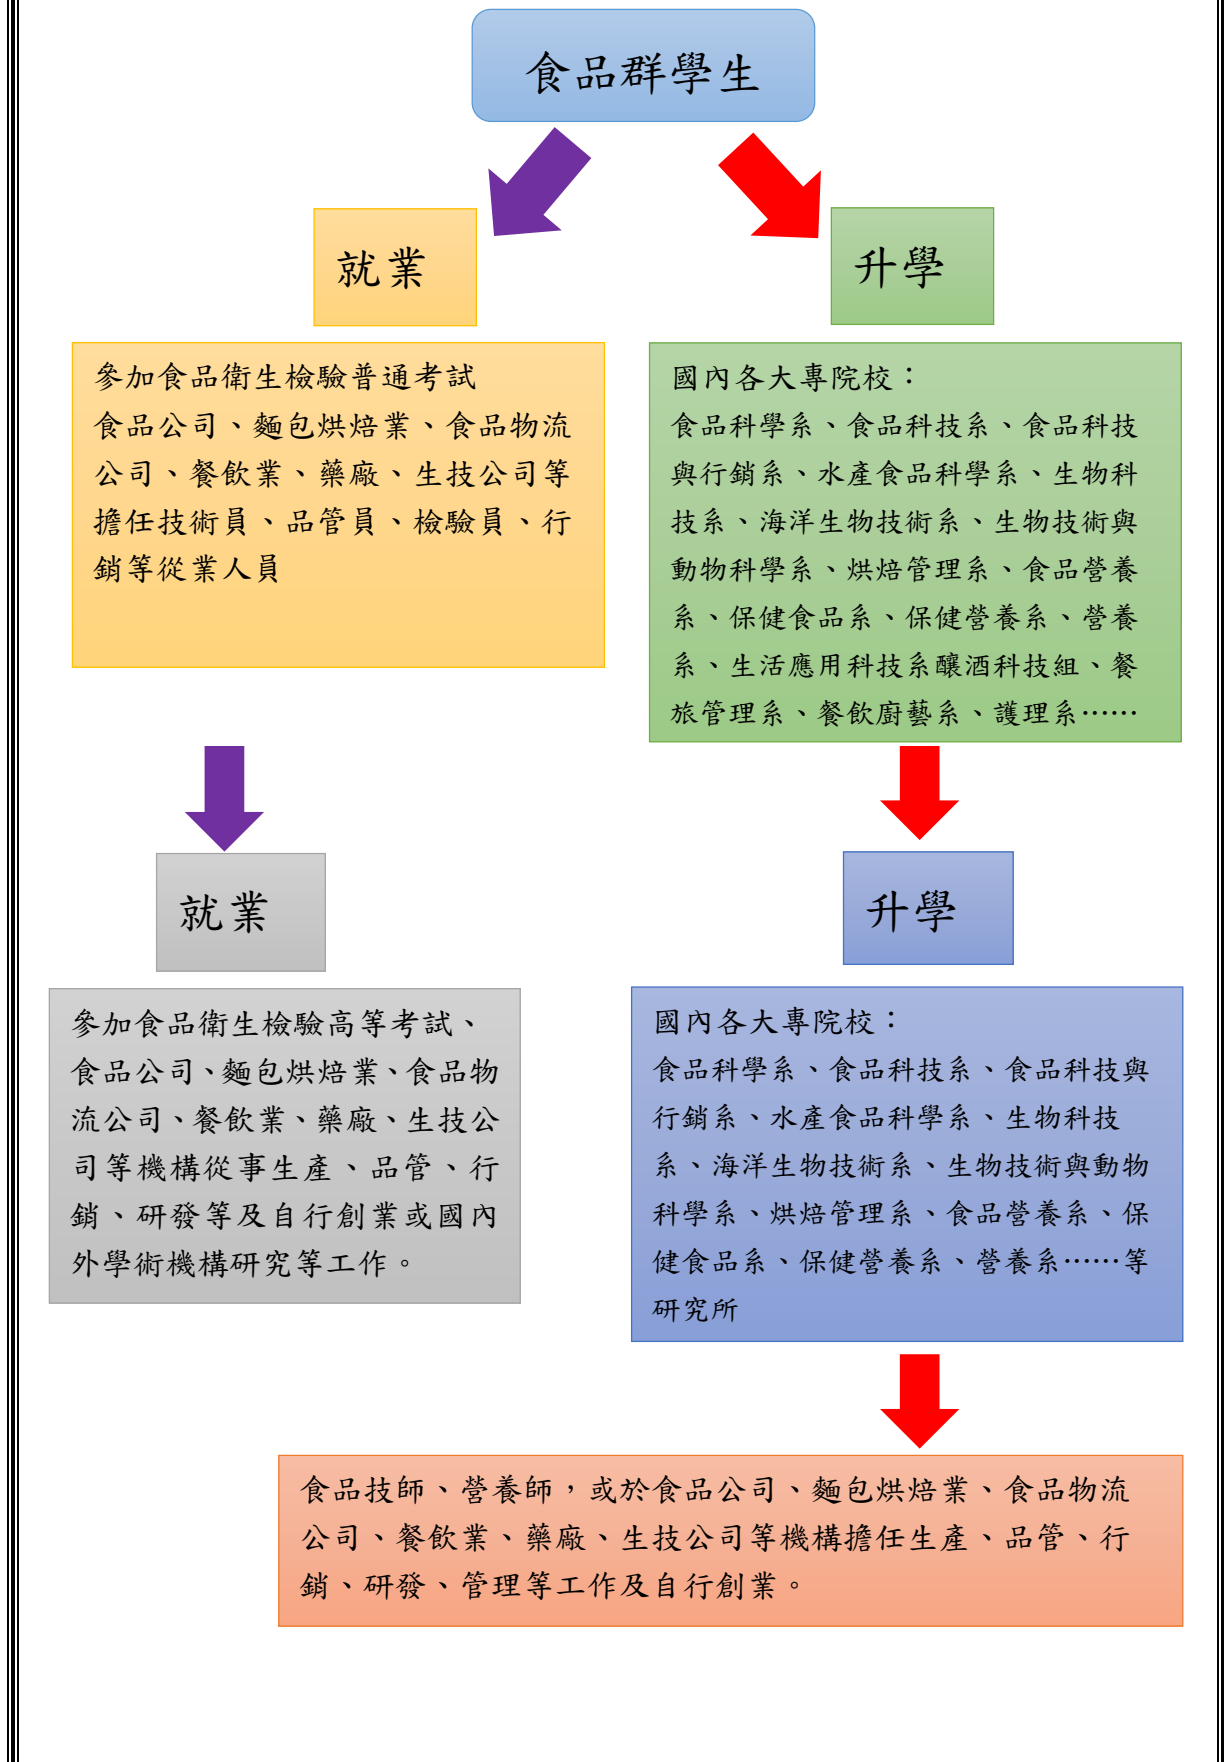 食品群學生
就業
升學
參加食品衛生檢驗普通考試
食品公司、麵包烘焙業、食品物流
公司、餐飲業、藥廠、生技公司等
擔任技術員、品管員、檢驗員、行
銷等從業人員
國內各大專院校：
食品科學系、食品科技系、食品科技
與行銷系、水產食品科學系、生物科
技系、海洋生物技術系、生物技術與
動物科學系、烘焙管理系、食品營養
系、保健食品系、保健營養系、營養
系、生活應用科技系釀酒科技組、餐
旅管理系、餐飲廚藝系、護理系……
就業
升學
參加食品衛生檢驗高等考試、
食品公司、麵包烘焙業、食品物
流公司、餐飲業、藥廠、生技公
司等機構從事生產、品管、行
銷、研發等及自行創業或國內
外學術機構研究等工作。
國內各大專院校：
食品科學系、食品科技系、食品科技與
行銷系、水產食品科學系、生物科技
系、海洋生物技術系、生物技術與動物
科學系、烘焙管理系、食品營養系、保
健食品系、保健營養系、營養系……等
研究所
食品技師、營養師，或於食品公司、麵包烘焙業、食品物流
公司、餐飲業、藥廠、生技公司等機構擔任生產、品管、行
銷、研發、管理等工作及自行創業。